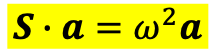 𝑺 · 𝒂 = 𝜔²𝒂